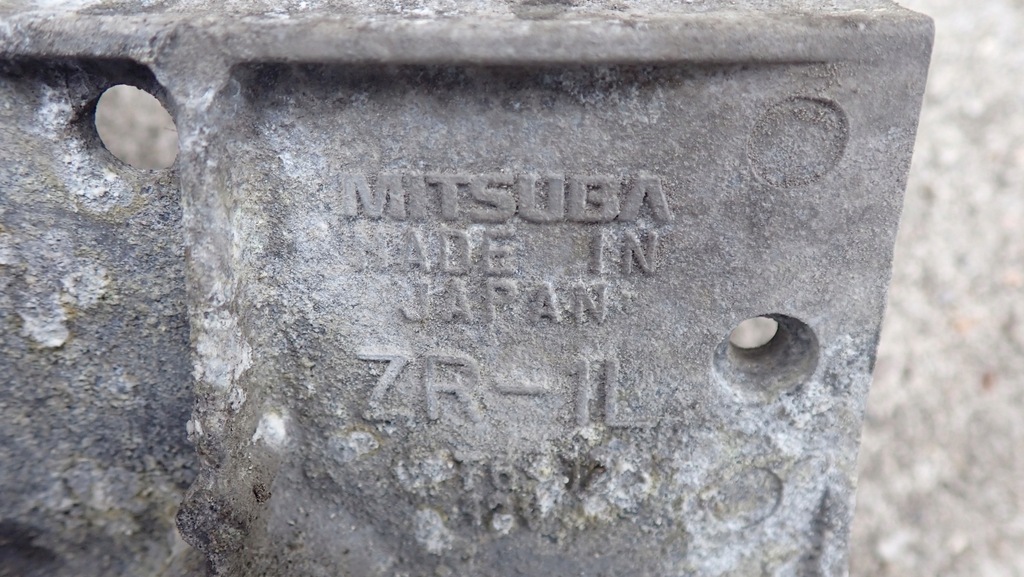 MITSUBA
MADE IN
JAPAN
ZR-1L